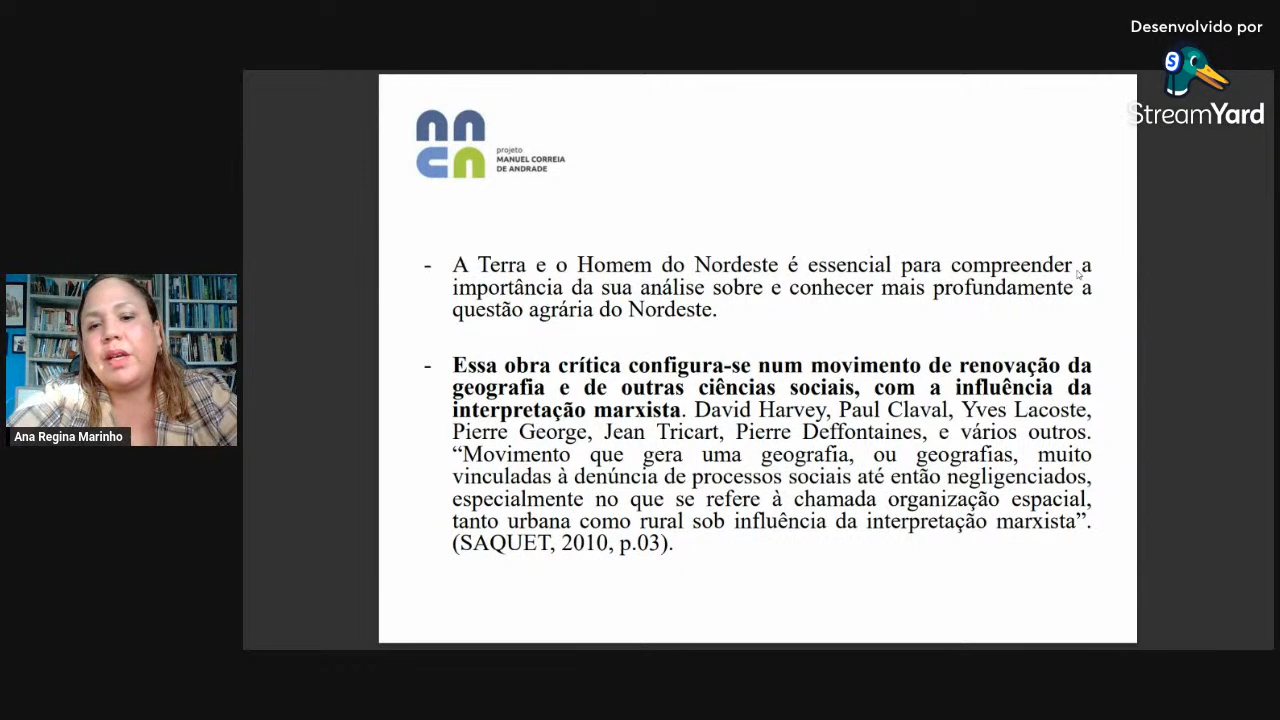 Desenvolvido por
StreamYard
projeto
MANUEL CORREIA
DE ANDRADE
- A Terra e o Homem do Nordeste é essencial para compreender a
importância da sua análise sobre e conhecer mais profundamente a
questão agrária do Nordeste.
- Essa obra crítica configura-se num movimento de renovação da
geografia e de outras ciências sociais, com a influência da
interpretação marxista. David Harvey, Paul Claval, Yves Lacoste,
Pierre George, Jean Tricart, Pierre Deffontaines, e vários outros.
“Movimento que gera uma geografia, ou geografias, muito
vinculadas à denúncia de processos sociais até então negligenciados,
especialmente no que se refere à chamada organização espacial,
tanto urbana como rural sob influência da interpretação marxista”.
(SAQUET, 2010, p.03).
Ana Regina Marinho